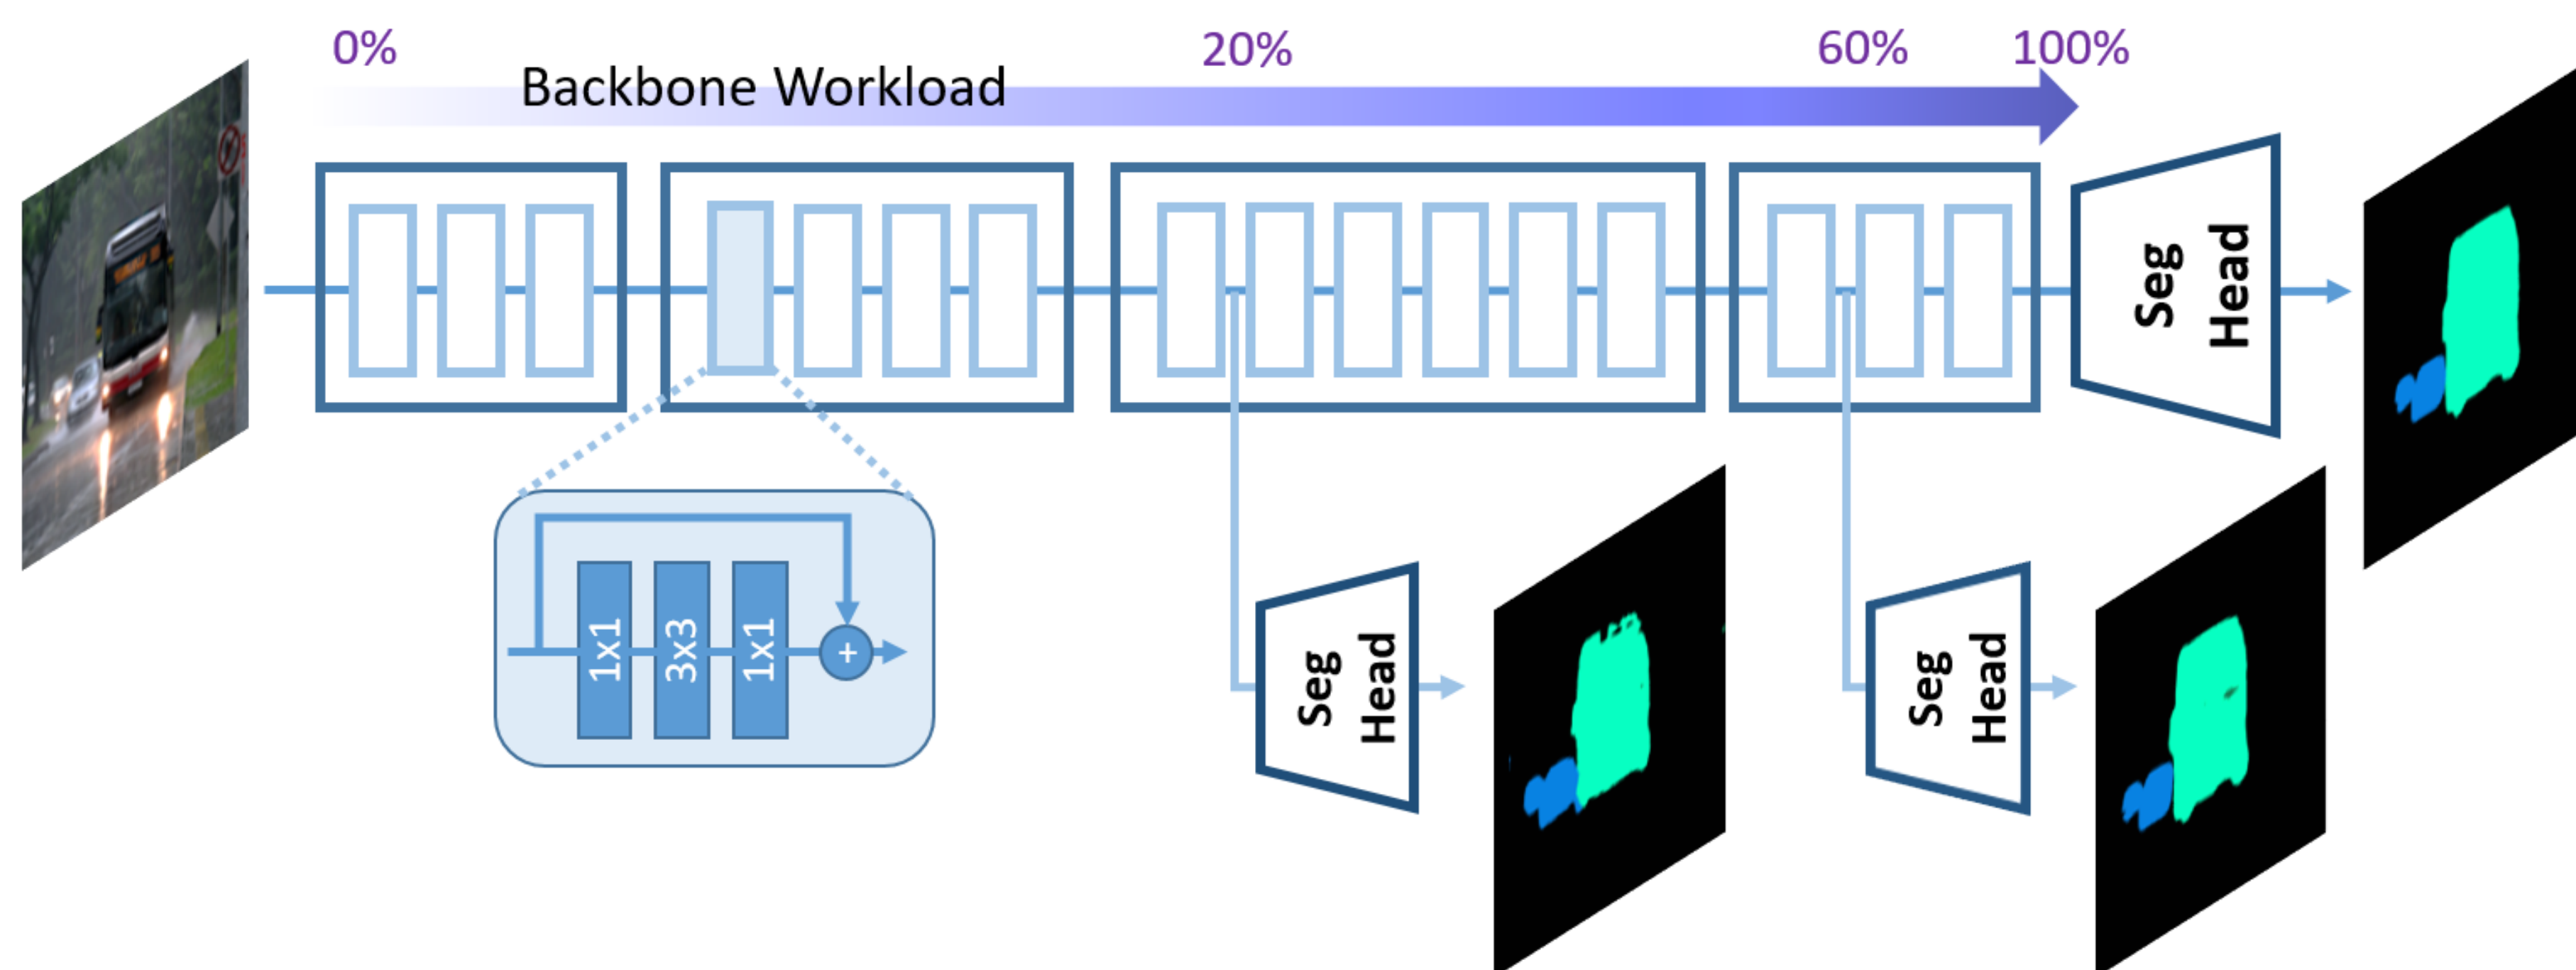 0%
20%
60%
100%
Backbone Workload
Seg
Head
1x1
3x3
1x1
+
Seg
Head
Seg
Head